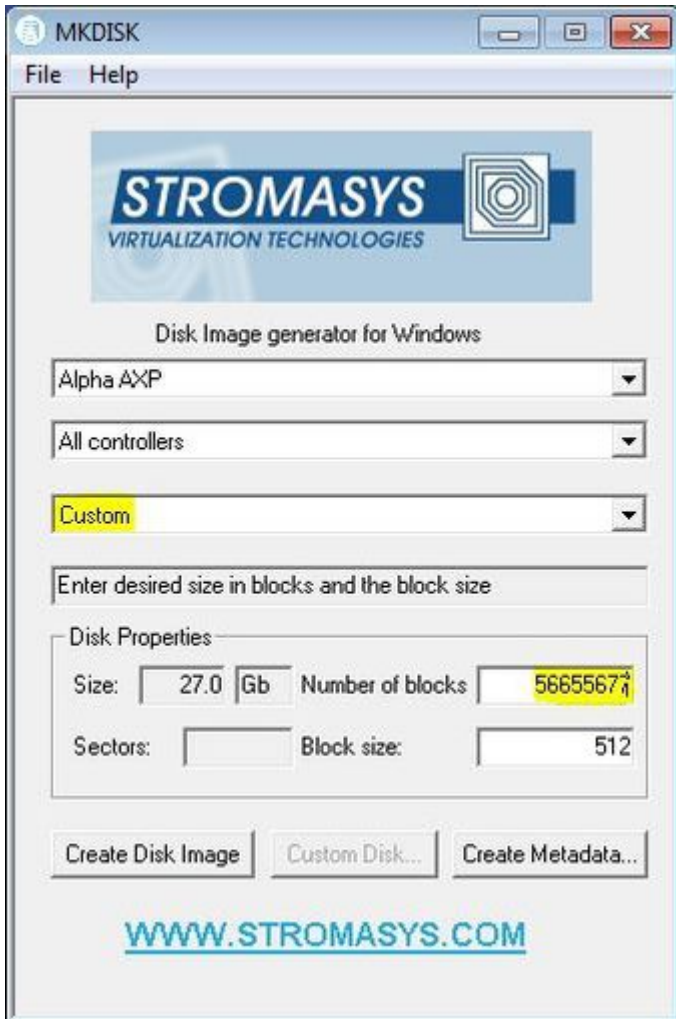 MKDISK
File Help
STROMASYS
VIRTUALIZATION TECHNOLOGIES
Disk Image generator for Windows
Alpha AXP
All controllers
Custom
Enter desired size in blocks and the block size
Disk Properties
Size: 27.0 Gb Number of blocks
Sectors: Block size: 512
Create Disk Image Custom Disk... Create Metadata...
WWW.STROMASYS.COM